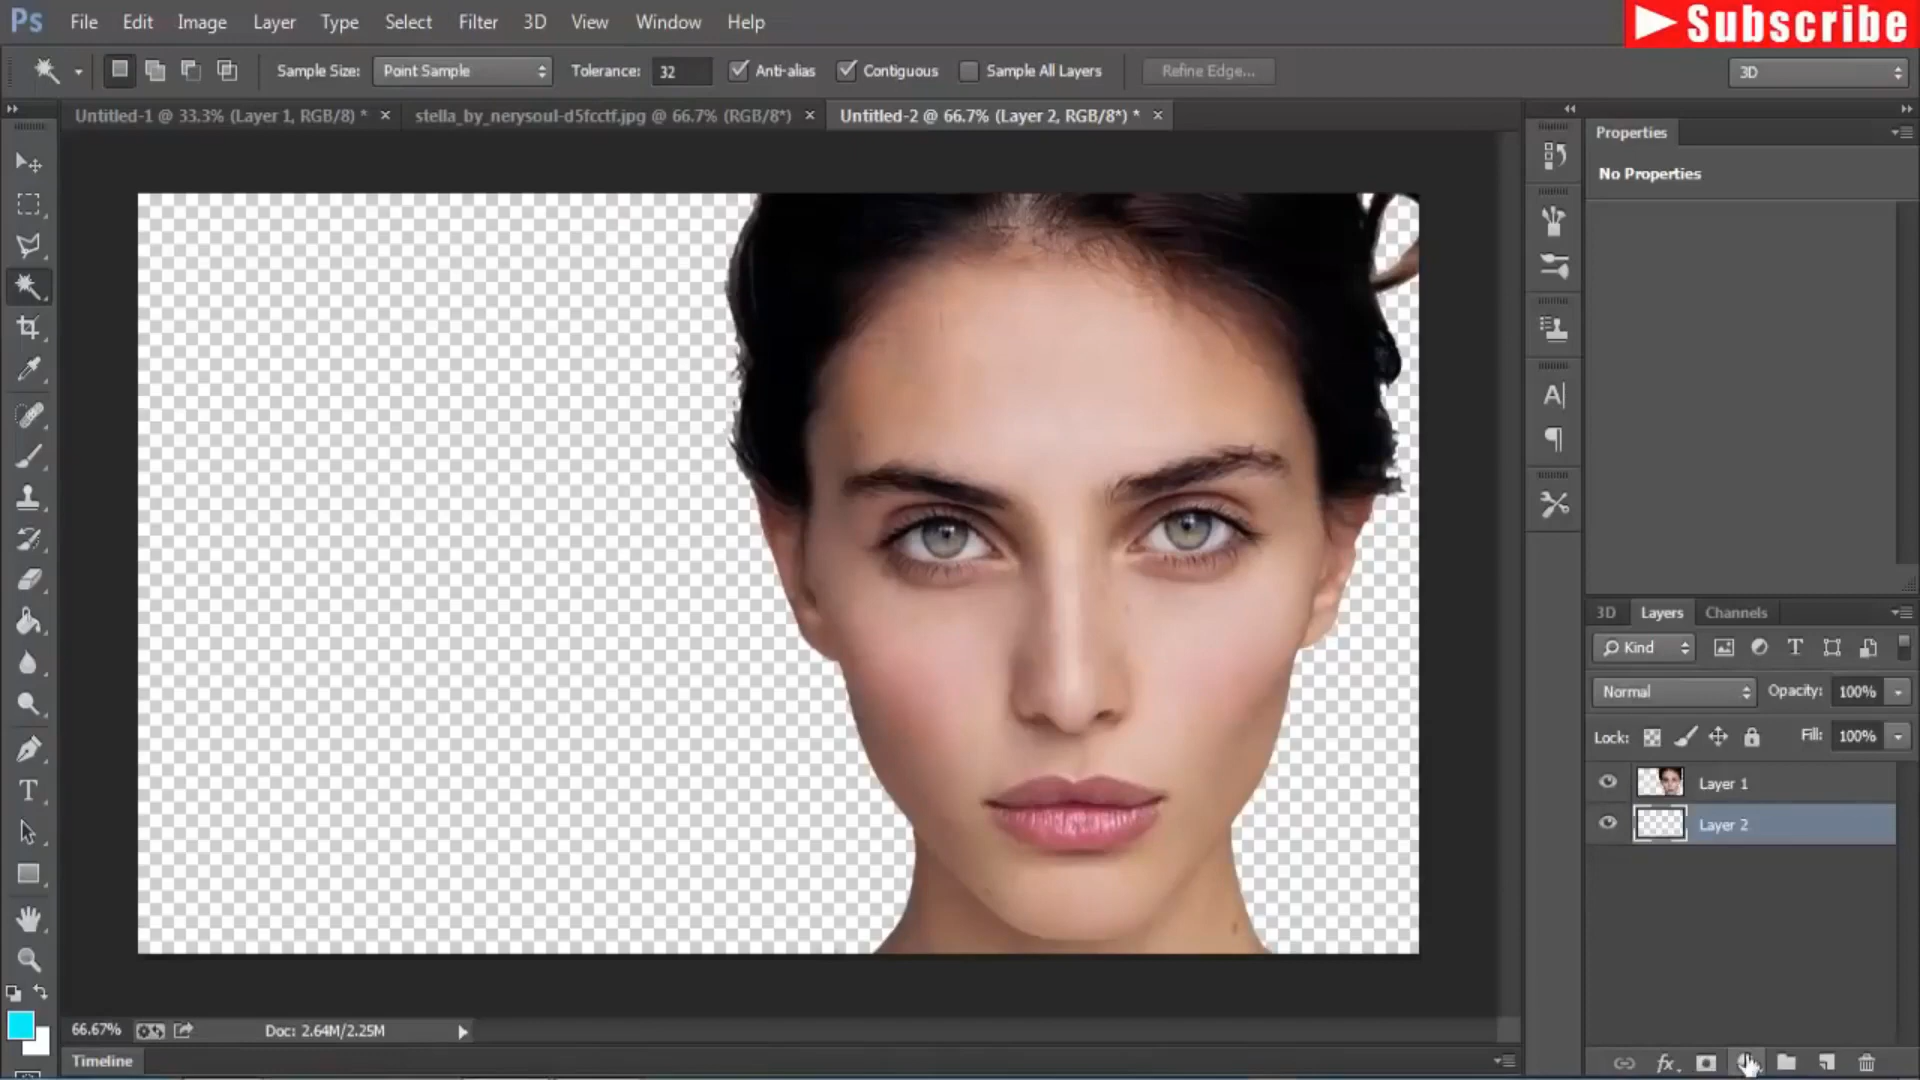 Ps File Edit Image Layer Type Select Filter 3D View Window Help
Subscribe
Sample Size: Point Sample Tolerance: 32 Anti-alias Contiguous Sample All Layers Refine Edge... 3D
Untitled-1 @ 33.3% (Layer 1, RGB/8) * × stella_by_nerysoul-d5fcctf.jpg @ 66.7% (RGB/8*) × Untitled-2 @ 66.7% (Layer 2, RGB/8*) * ×
Properties
No Properties
3D Layers Channels
Kind
Normal Opacity: 100%
Lock: Fill: 100%
Layer 1
Layer 2
66.67% Doc: 2.64M/2.25M
Timeline
fx